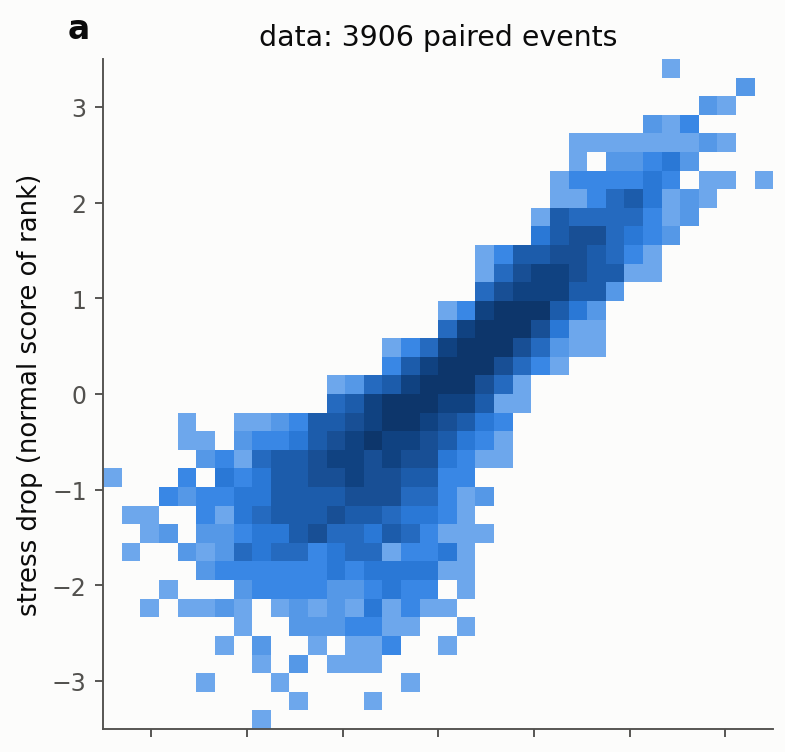 a
data: 3906 paired events
stress drop (normal score of rank)
3
2
1
0
−1
−2
−3